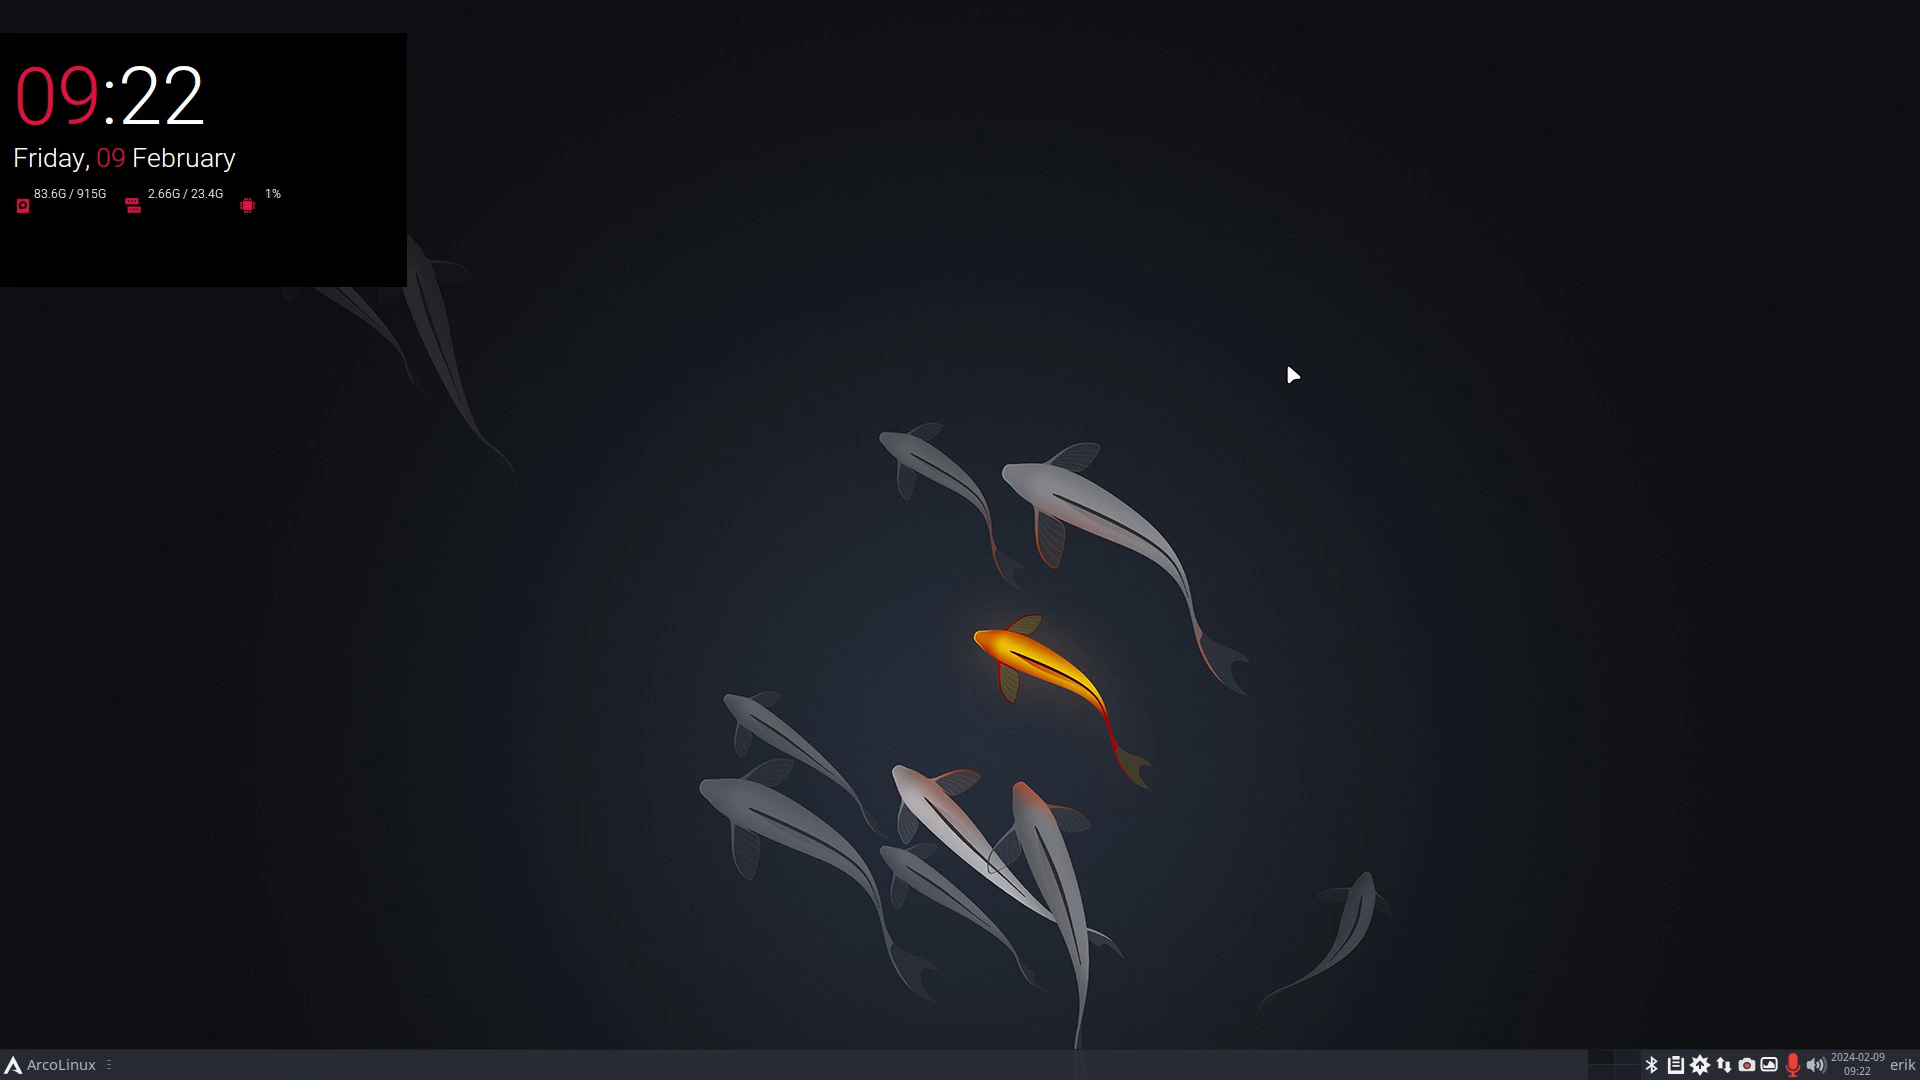 09:22
Friday, 09 February
83.6G / 915G 2.66G / 23.4G 1%
ArcoLinux
2024-02-09
09:22
erik